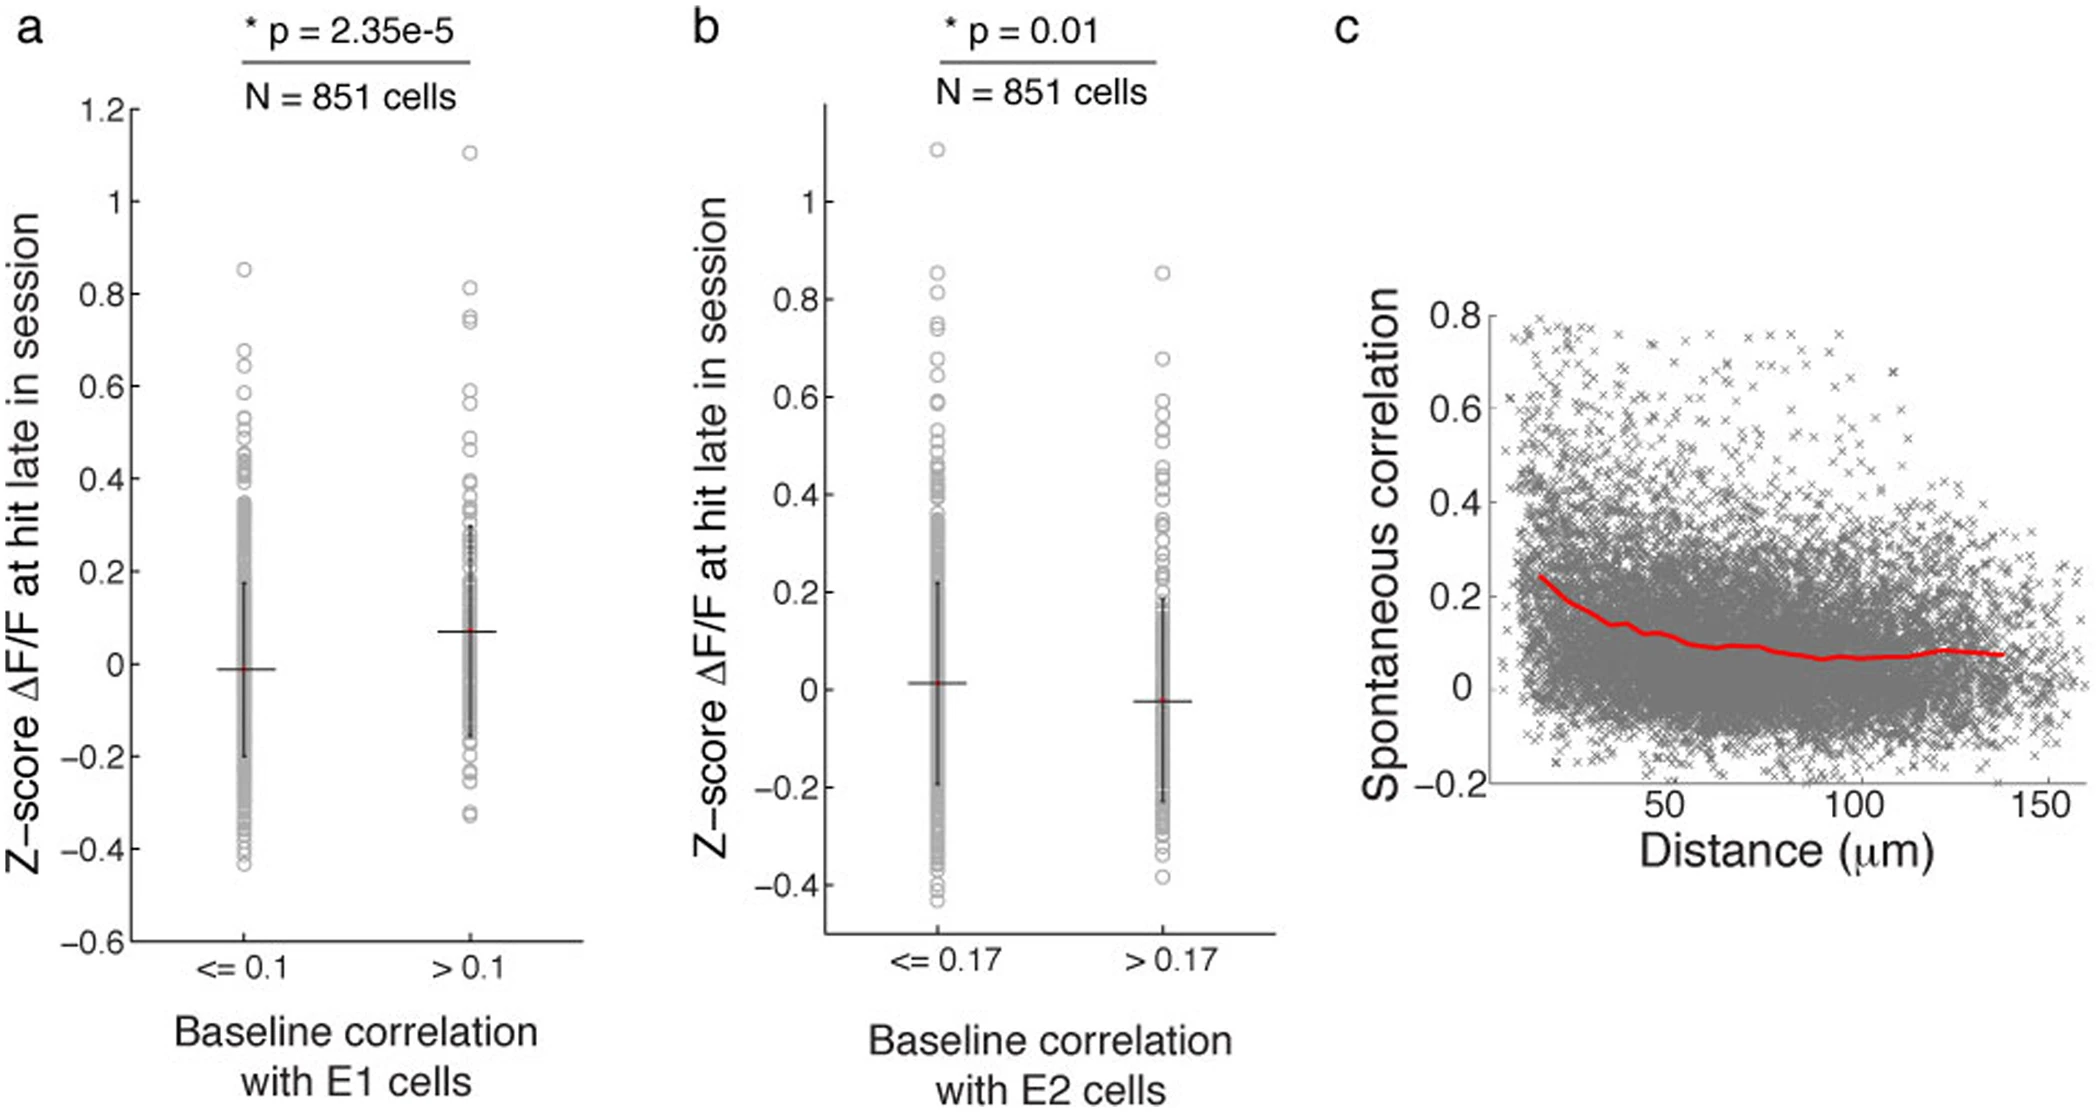 a
* p = 2.35e-5
N = 851 cells
1.2
1
0.8
0.6
0.4
0.2
0
−0.2
−0.4
−0.6
Z−score ΔF/F at hit late in session
<= 0.1
> 0.1
Baseline correlation
with E1 cells
b
* p = 0.01
N = 851 cells
1
0.8
0.6
0.4
0.2
0
−0.2
−0.4
Z−score ΔF/F at hit late in session
<= 0.17
> 0.17
Baseline correlation
with E2 cells
c
0.8
0.6
0.4
0.2
0
−0.2
Spontaneous correlation
50
100
150
Distance (μm)